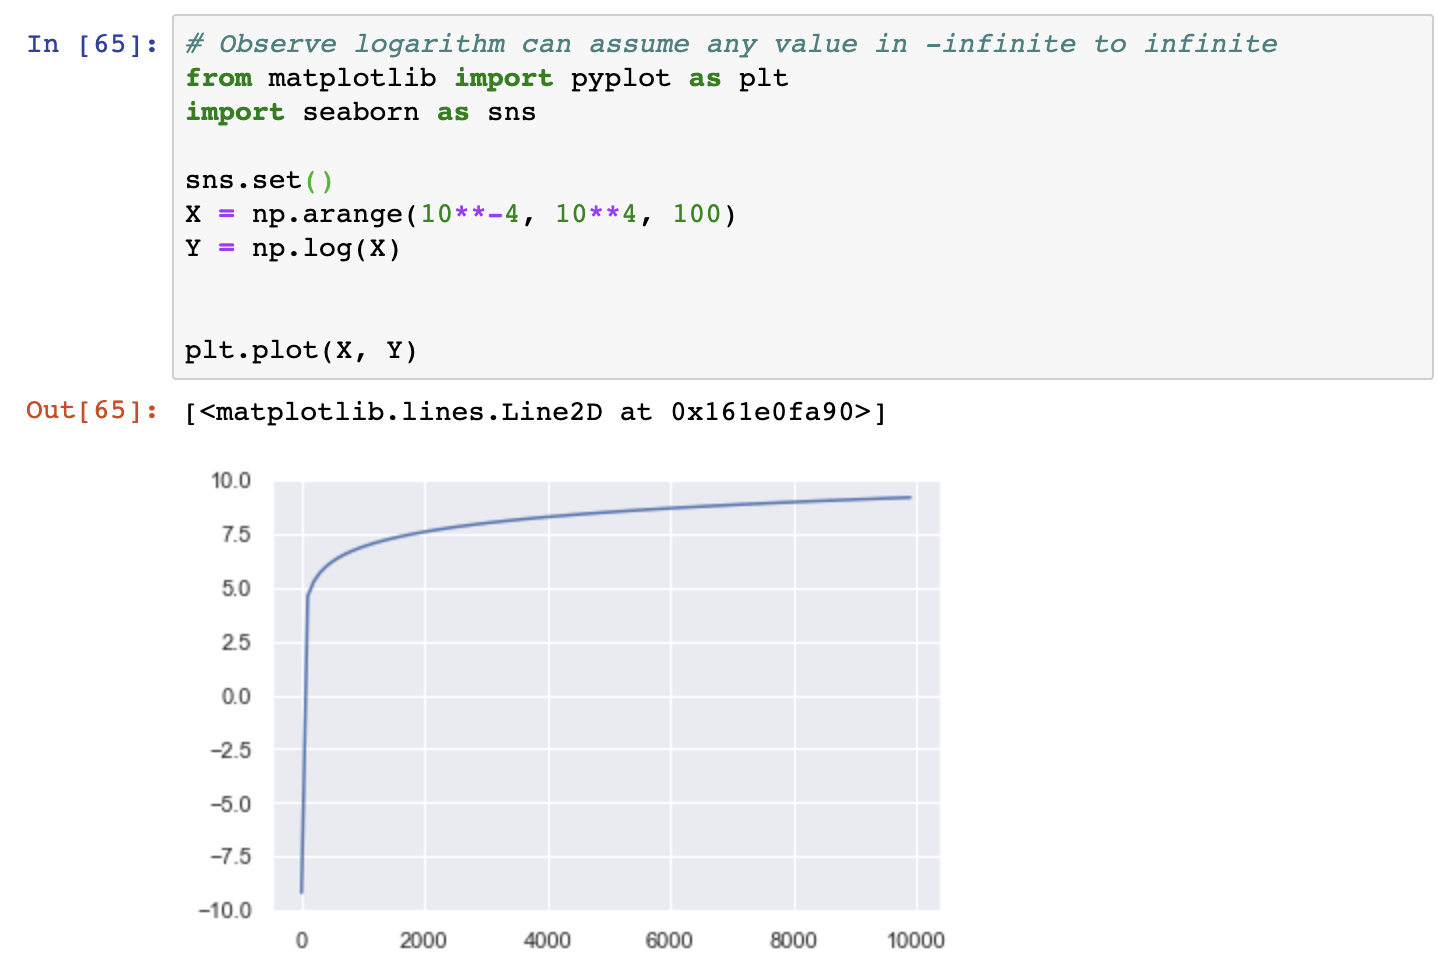 In [65]: # Observe logarithm can assume any value in -infinite to infinite
from matplotlib import pyplot as plt
import seaborn as sns
sns.set()
X = np.arange(10**-4, 10**4, 100)
Y = np.log(X)
plt.plot(X, Y)
Out[65]: [<matplotlib.lines.Line2D at 0x161e0fa90>]
10.0
7.5
5.0
2.5
0.0
−2.5
−5.0
−7.5
−10.0
0 2000 4000 6000 8000 10000